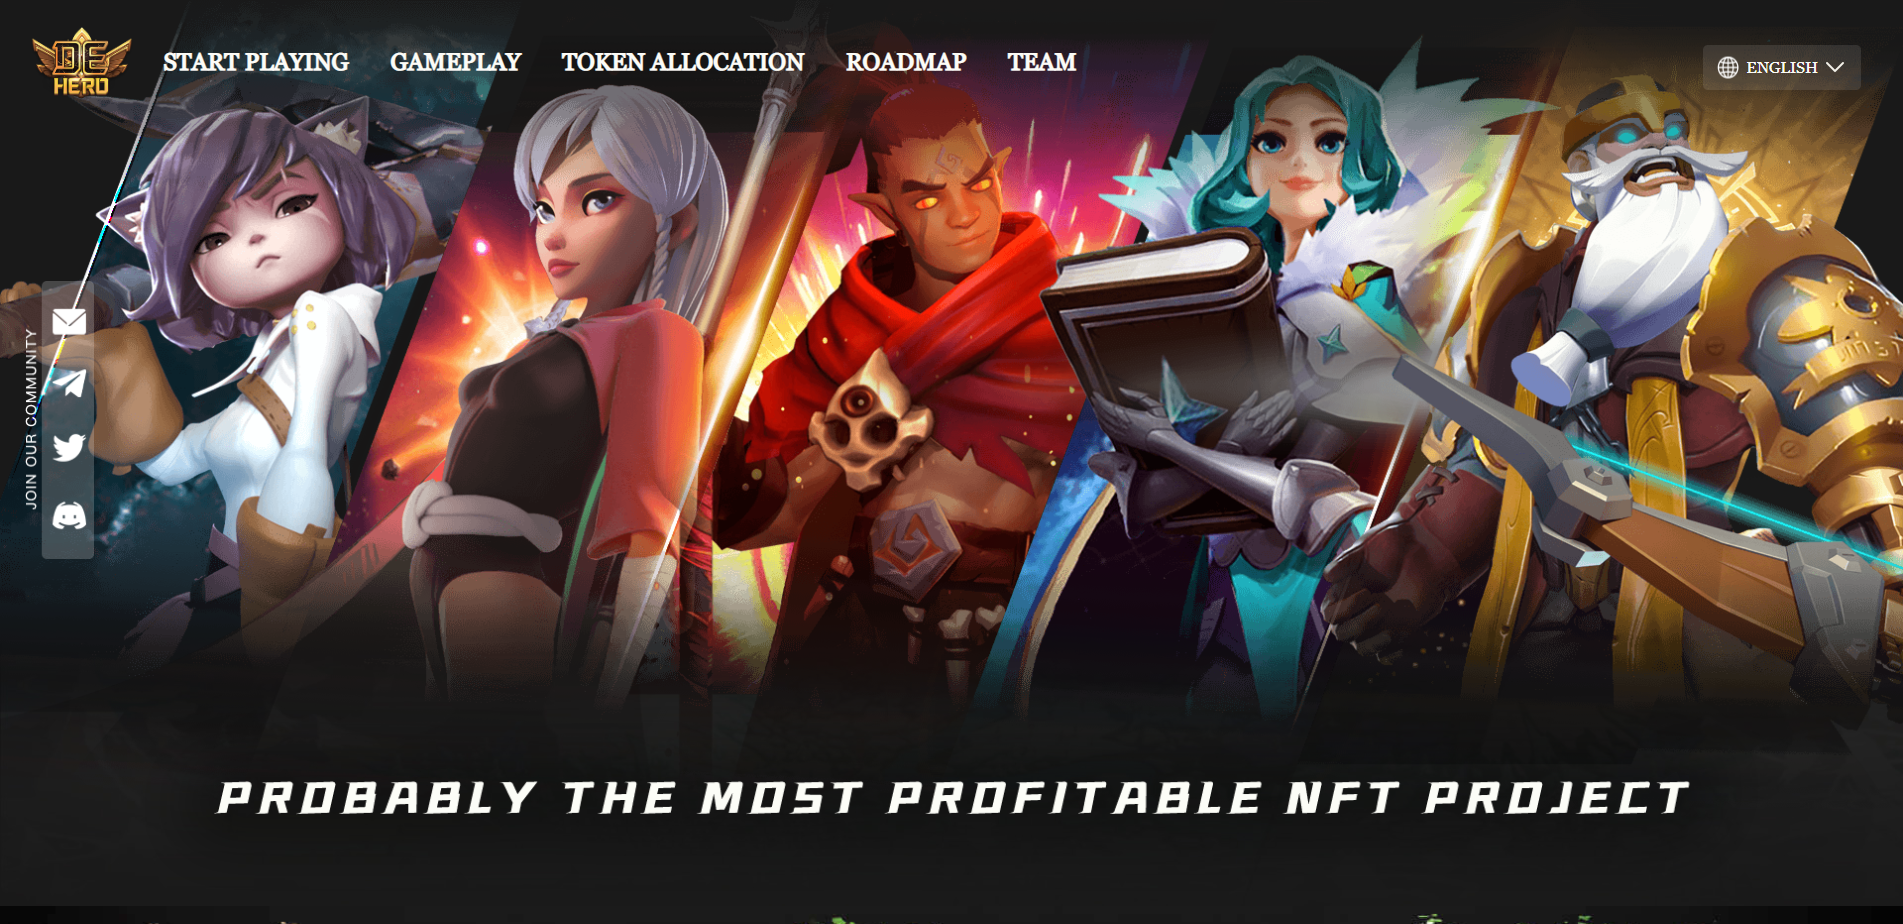 DE
HERO
START PLAYING
GAMEPLAY
TOKEN ALLOCATION
ROADMAP
TEAM
ENGLISH
JOIN OUR COMMUNITY
PROBABLY THE MOST PROFITABLE NFT PROJECT